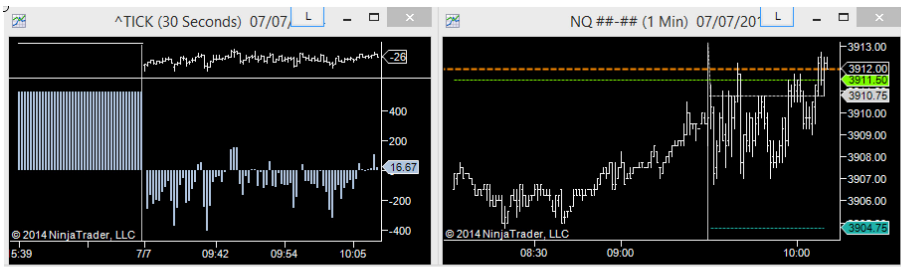 ^TICK (30 Seconds) 07/07/
L
-26
400
200
16.67
-200
-400
© 2014 NinjaTrader, LLC
5:39 7/7 09:42 09:54 10:05
NQ ##-## (1 Min) 07/07/201
L
3913.00
3912.00
3911.50
3910.75
3910.00
3909.00
3908.00
3907.00
3906.00
3904.75
© 2014 NinjaTrader, LLC
08:30 09:00 10:00